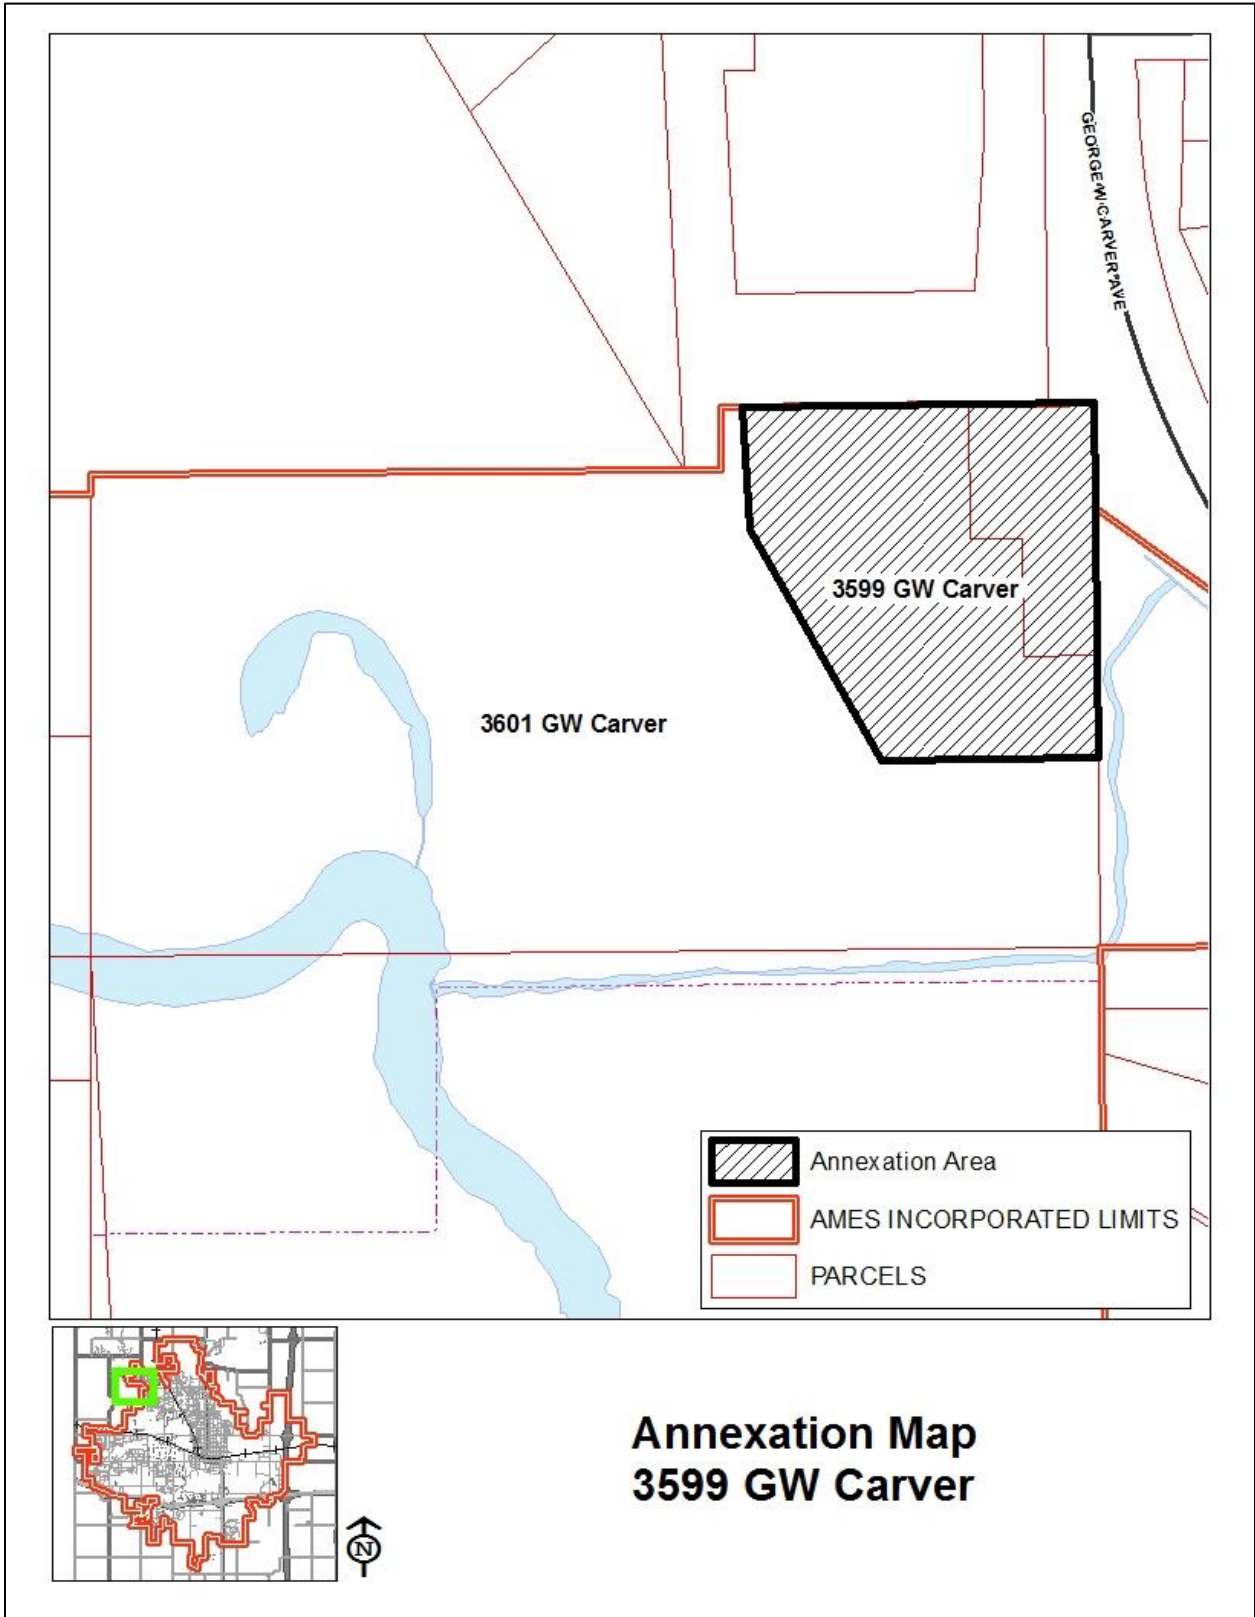 GEORGE W CARVER AVE
3599 GW Carver
3601 GW Carver
Annexation Area
AMES INCORPORATED LIMITS
PARCELS
Annexation Map
3599 GW Carver
N